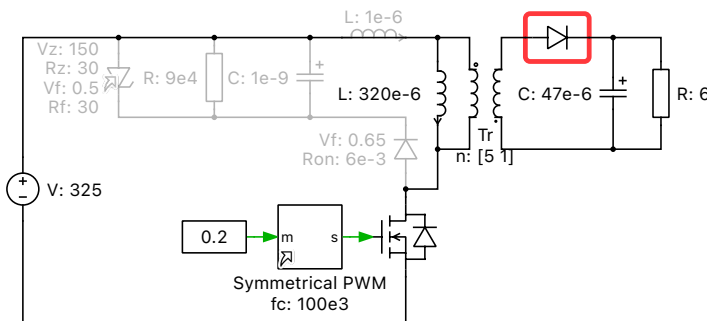 L: 1e-6
Vz: 150
Rz: 30
Vf: 0.5
Rf: 30
R: 9e4
C: 1e-9
L: 320e-6
C: 47e-6
R: 6
Tr
n: [5 1]
Vf: 0.65
Ron: 6e-3
V: 325
0.2
m
s
Symmetrical PWM
fc: 100e3